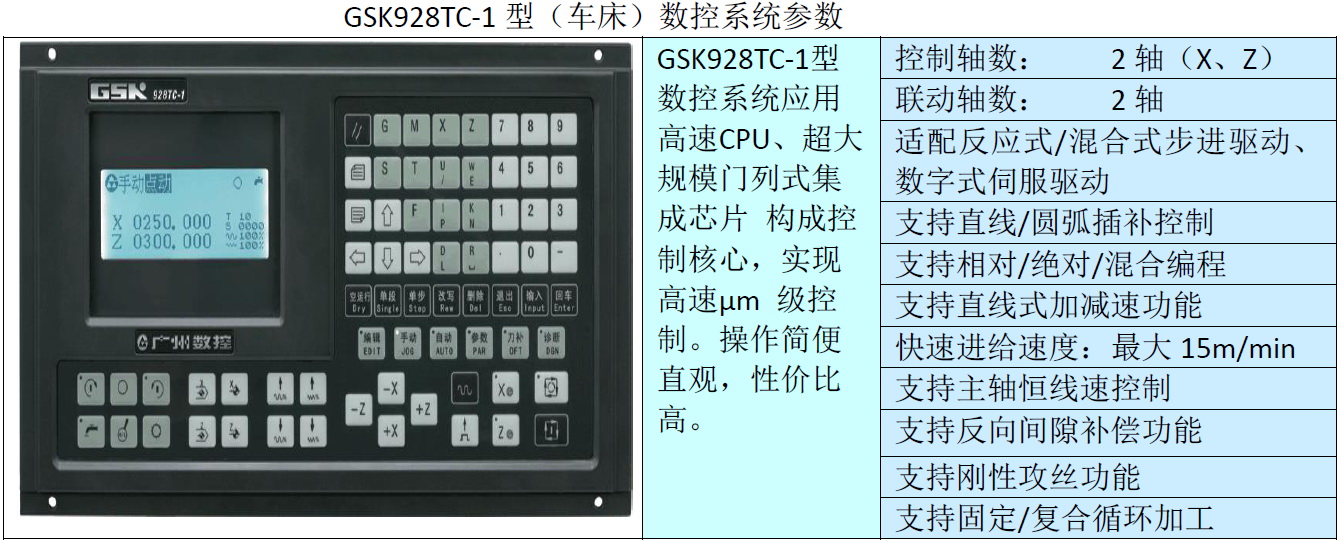 GSK928TC-1 型（车床）数控系统参数
GSK 928TC-1
手动点动
X 0250.000
Z 0300.000
T 10
S 0000
100%
100%
广州数控
G M X Z 7 8 9
S T U / W E 4 5 6
F I P K N 1 2 3
D L R . 0 -
空运行 Dry
单段 Single
单步 Step
改写 Rew
删除 Del
退出 Esc
输入 Input
回车 Enter
编辑 EDIT
手动 JOG
自动 AUTO
参数 PAR
刀补 OFT
诊断 DGN
-X
-Z
+Z
+X
X
Z
GSK928TC-1型
数控系统应用
高速CPU、超大
规模门列式集
成芯片 构成控
制核心，实现
高速μm 级控
制。操作简便
直观，性价比
高。
控制轴数： 2 轴（X、Z）
联动轴数： 2 轴
适配反应式/混合式步进驱动、
数字式伺服驱动
支持直线/圆弧插补控制
支持相对/绝对/混合编程
支持直线式加减速功能
快速进给速度：最大 15m/min
支持主轴恒线速控制
支持反向间隙补偿功能
支持刚性攻丝功能
支持固定/复合循环加工